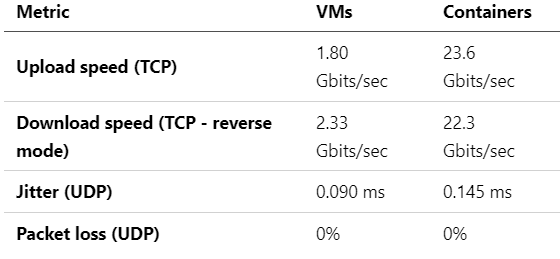 Metric VMs Containers
Upload speed (TCP) 1.80 Gbits/sec 23.6 Gbits/sec
Download speed (TCP - reverse mode) 2.33 Gbits/sec 22.3 Gbits/sec
Jitter (UDP) 0.090 ms 0.145 ms
Packet loss (UDP) 0% 0%